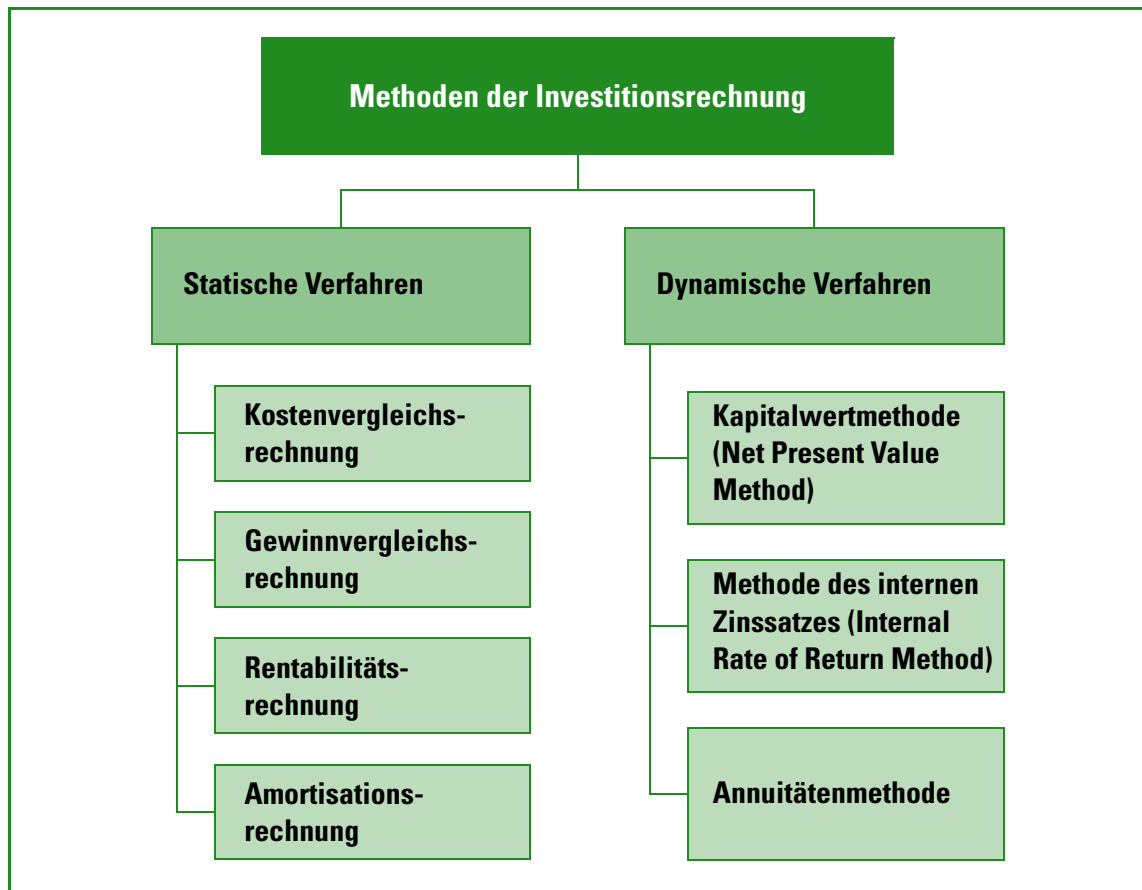 Methoden der Investitionsrechnung
Statische Verfahren
Kostenvergleichs-
rechnung
Gewinnvergleichs-
rechnung
Rentabilitäts-
rechnung
Amortisations-
rechnung
Dynamische Verfahren
Kapitalwertmethode
(Net Present Value
Method)
Methode des internen
Zinssatzes (Internal
Rate of Return Method)
Annuitätenmethode